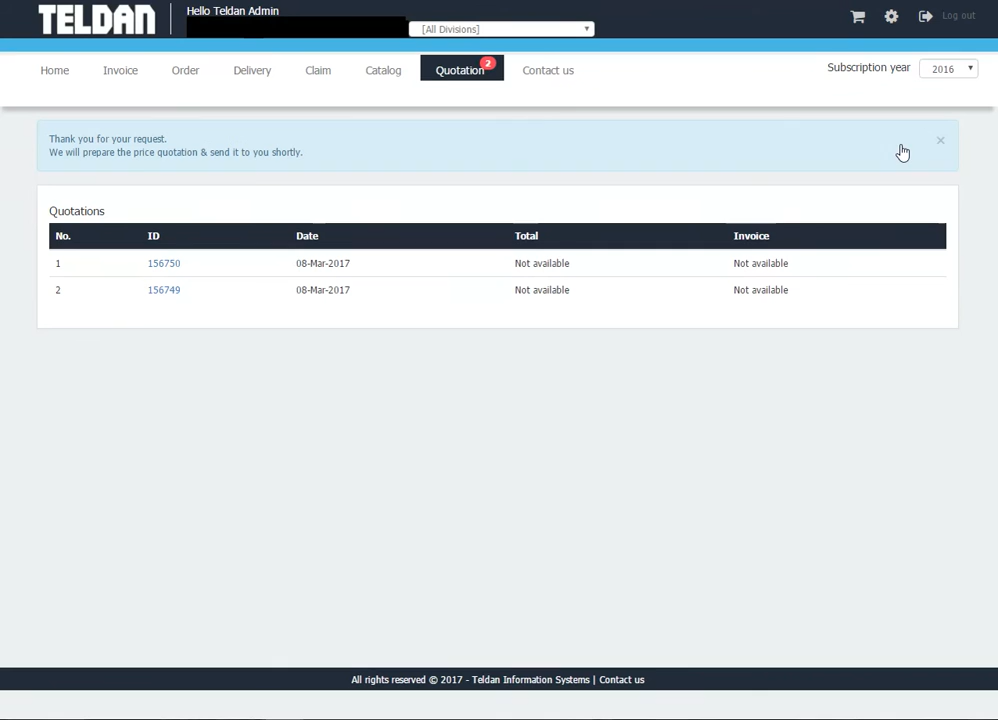 TELDAN
Hello Teldan Admin
[All Divisions]
Log out
Home Invoice Order Delivery Claim Catalog Quotation 2 Contact us
Subscription year 2016
Thank you for your request.
We will prepare the price quotation & send it to you shortly.
×
Quotations
No. ID Date Total Invoice
1 156750 08-Mar-2017 Not available Not available
2 156749 08-Mar-2017 Not available Not available
All rights reserved © 2017 - Teldan Information Systems | Contact us